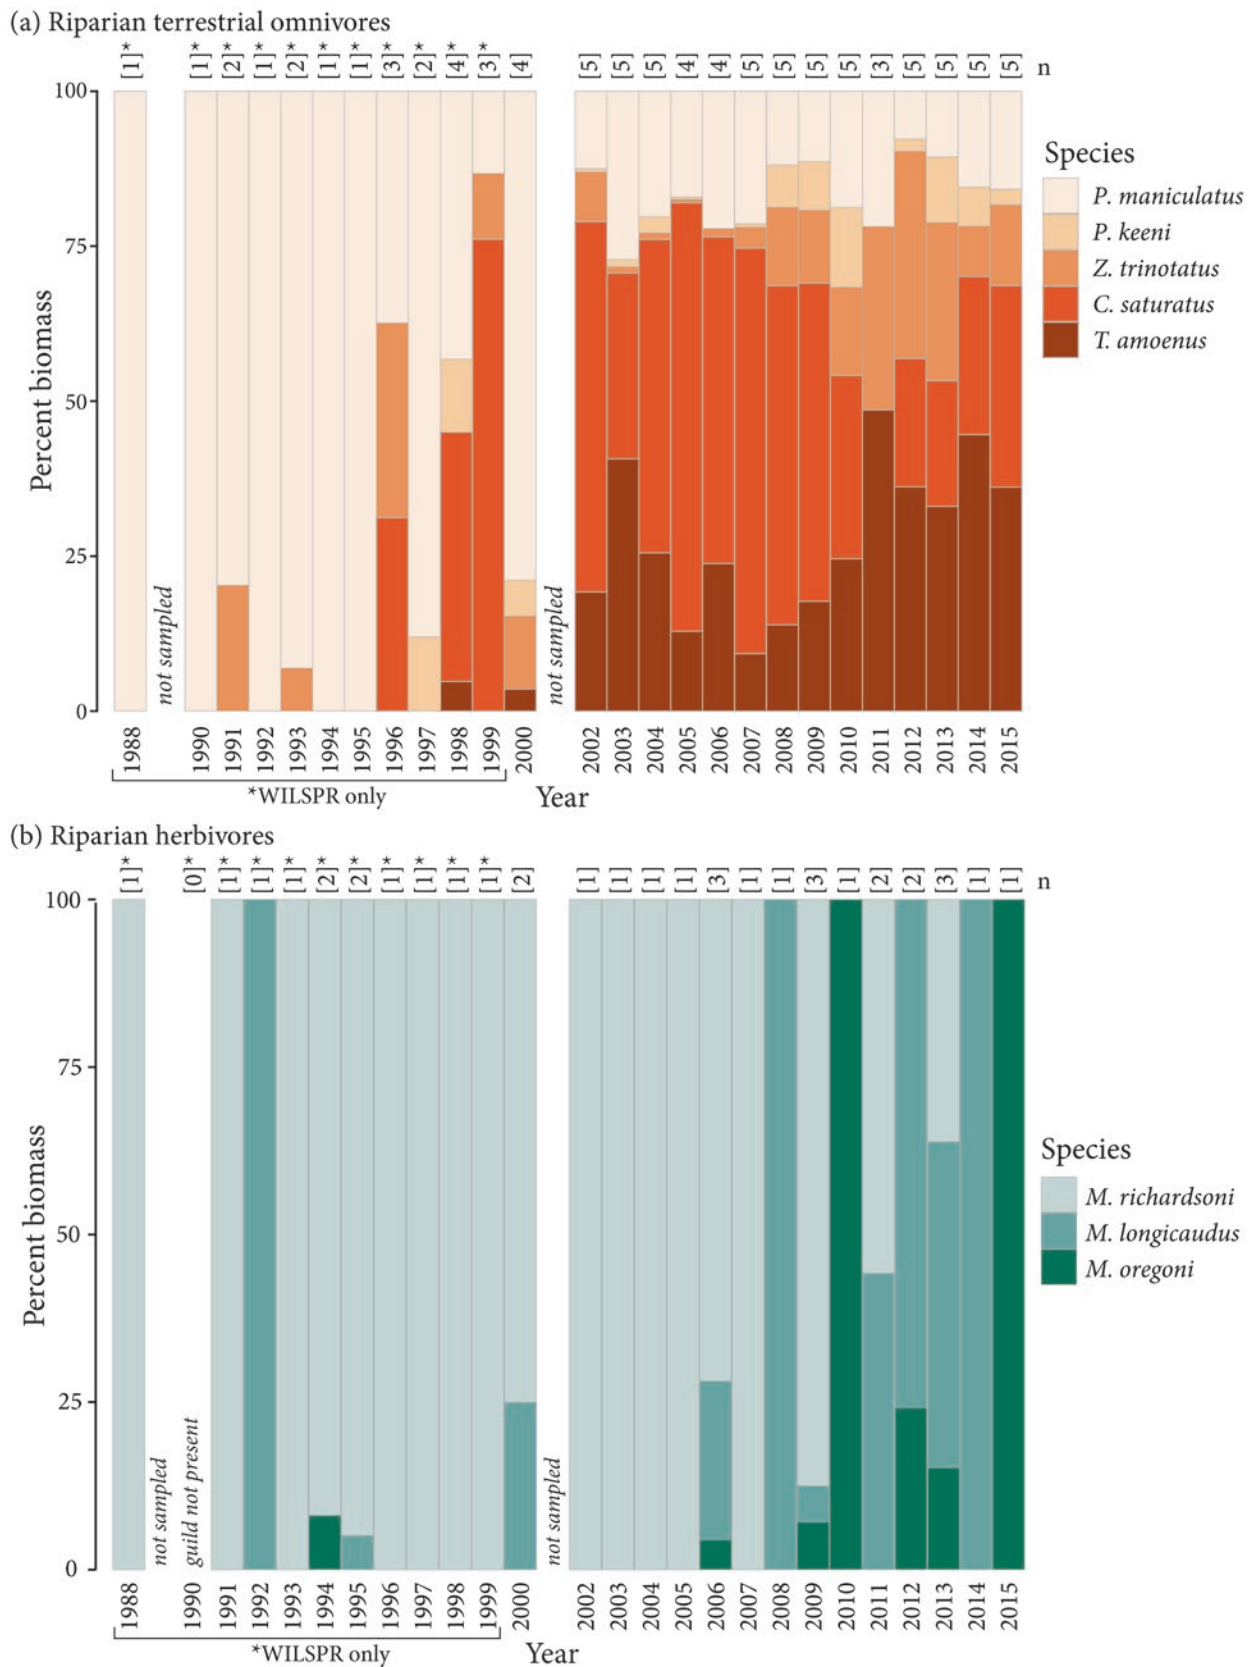 (a) Riparian terrestrial omnivores
[1]* [1]* [2]* [1]* [2]* [1]* [1]* [3]* [2]* [4]* [3]* [4] [5] [5] [5] [4] [4] [5] [5] [5] [5] [3] [5] [5] [5] [5] n
100
75
50
25
0
Percent biomass
not sampled
not sampled
Species
P. maniculatus
P. keeni
Z. trinotatus
C. saturatus
T. amoenus
1988 1990 1991 1992 1993 1994 1995 1996 1997 1998 1999 2000 2002 2003 2004 2005 2006 2007 2008 2009 2010 2011 2012 2013 2014 2015
*WILSPR only
Year
(b) Riparian herbivores
[1]* [0]* [1]* [1]* [1]* [2]* [2]* [1]* [1]* [1]* [1]* [2] [1] [1] [1] [1] [3] [1] [1] [3] [1] [2] [2] [3] [1] [1] n
100
75
50
25
0
Percent biomass
not sampled
guild not present
not sampled
Species
M. richardsoni
M. longicaudus
M. oregoni
1988 1990 1991 1992 1993 1994 1995 1996 1997 1998 1999 2000 2002 2003 2004 2005 2006 2007 2008 2009 2010 2011 2012 2013 2014 2015
*WILSPR only
Year